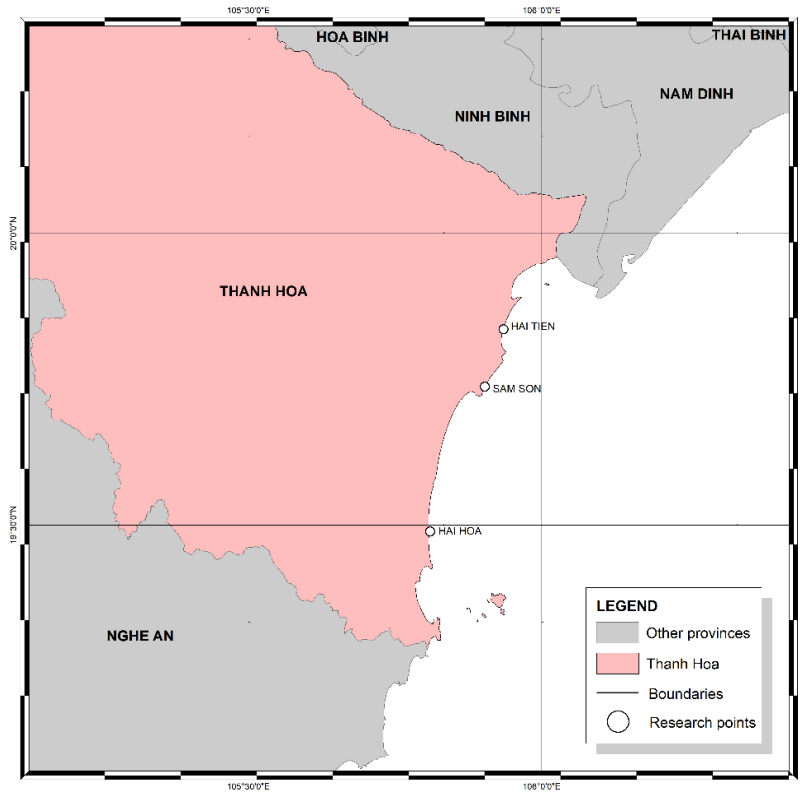 105°30'0"E
106°0'0"E
HOA BINH
THAI BINH
NAM DINH
NINH BINH
20°0'0"N
THANH HOA
HAI TIEN
SAM SON
19°30'0"N
HAI HOA
NGHE AN
LEGEND
Other provinces
Thanh Hoa
Boundaries
Research points
105°30'0"E
106°0'0"E